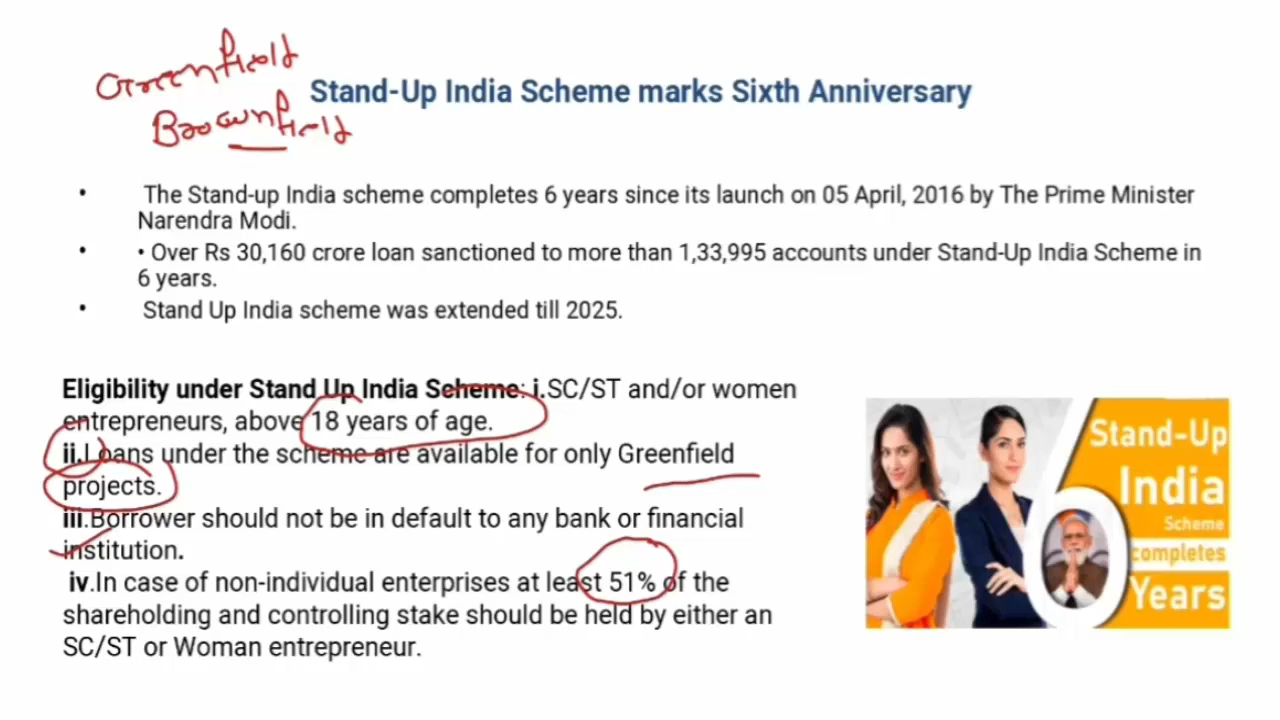 Greenfield
Brownfield
Stand-Up India Scheme marks Sixth Anniversary
• The Stand-up India scheme completes 6 years since its launch on 05 April, 2016 by The Prime Minister
Narendra Modi.
• • Over Rs 30,160 crore loan sanctioned to more than 1,33,995 accounts under Stand-Up India Scheme in
6 years.
• Stand Up India scheme was extended till 2025.
Eligibility under Stand Up India Scheme: i.SC/ST and/or women
entrepreneurs, above 18 years of age.
ii.Loans under the scheme are available for only Greenfield
projects.
iii.Borrower should not be in default to any bank or financial
institution.
iv.In case of non-individual enterprises at least 51% of the
shareholding and controlling stake should be held by either an
SC/ST or Woman entrepreneur.
Stand-Up
India
Scheme
completes
6 Years